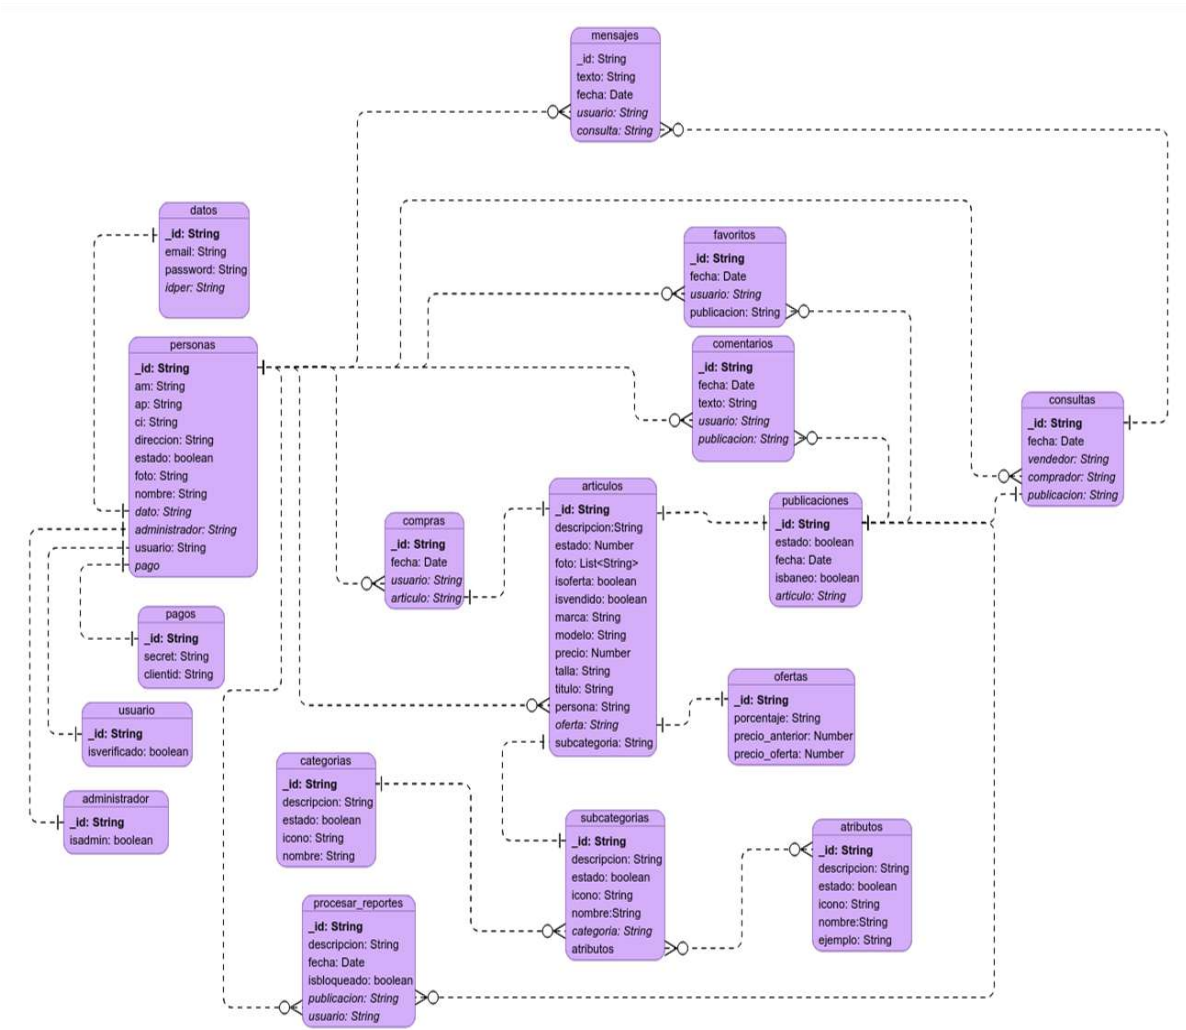 mensajes
_id: String
texto: String
fecha: Date
usuario: String
consulta: String
datos
_id: String
email: String
password: String
idper: String
favoritos
_id: String
fecha: Date
usuario: String
publicacion: String
personas
_id: String
am: String
ap: String
ci: String
direccion: String
estado: boolean
foto: String
nombre: String
dato: String
administrador: String
usuario: String
pago
comentarios
_id: String
fecha: Date
texto: String
usuario: String
publicacion: String
consultas
_id: String
fecha: Date
vendedor: String
comprador: String
publicacion: String
compras
_id: String
fecha: Date
usuario: String
articulo: String
articulos
_id: String
descripcion:String
estado: Number
foto: List<String>
isoferta: boolean
isvendido: boolean
marca: String
modelo: String
precio: Number
talla: String
titulo: String
persona: String
oferta: String
subcategoria: String
publicaciones
_id: String
estado: boolean
fecha: Date
isbaneo: boolean
articulo: String
pagos
_id: String
secret: String
clientid: String
usuario
_id: String
isverificado: boolean
ofertas
_id: String
porcentaje: String
precio_anterior: Number
precio_oferta: Number
administrador
_id: String
isadmin: boolean
categorias
_id: String
descripcion: String
estado: boolean
icono: String
nombre: String
subcategorias
_id: String
descripcion: String
estado: boolean
icono: String
nombre:String
categoria: String
atributos
atributos
_id: String
descripcion: String
estado: boolean
icono: String
nombre:String
ejemplo: String
procesar_reportes
_id: String
descripcion: String
fecha: Date
isbloqueado: boolean
publicacion: String
usuario: String